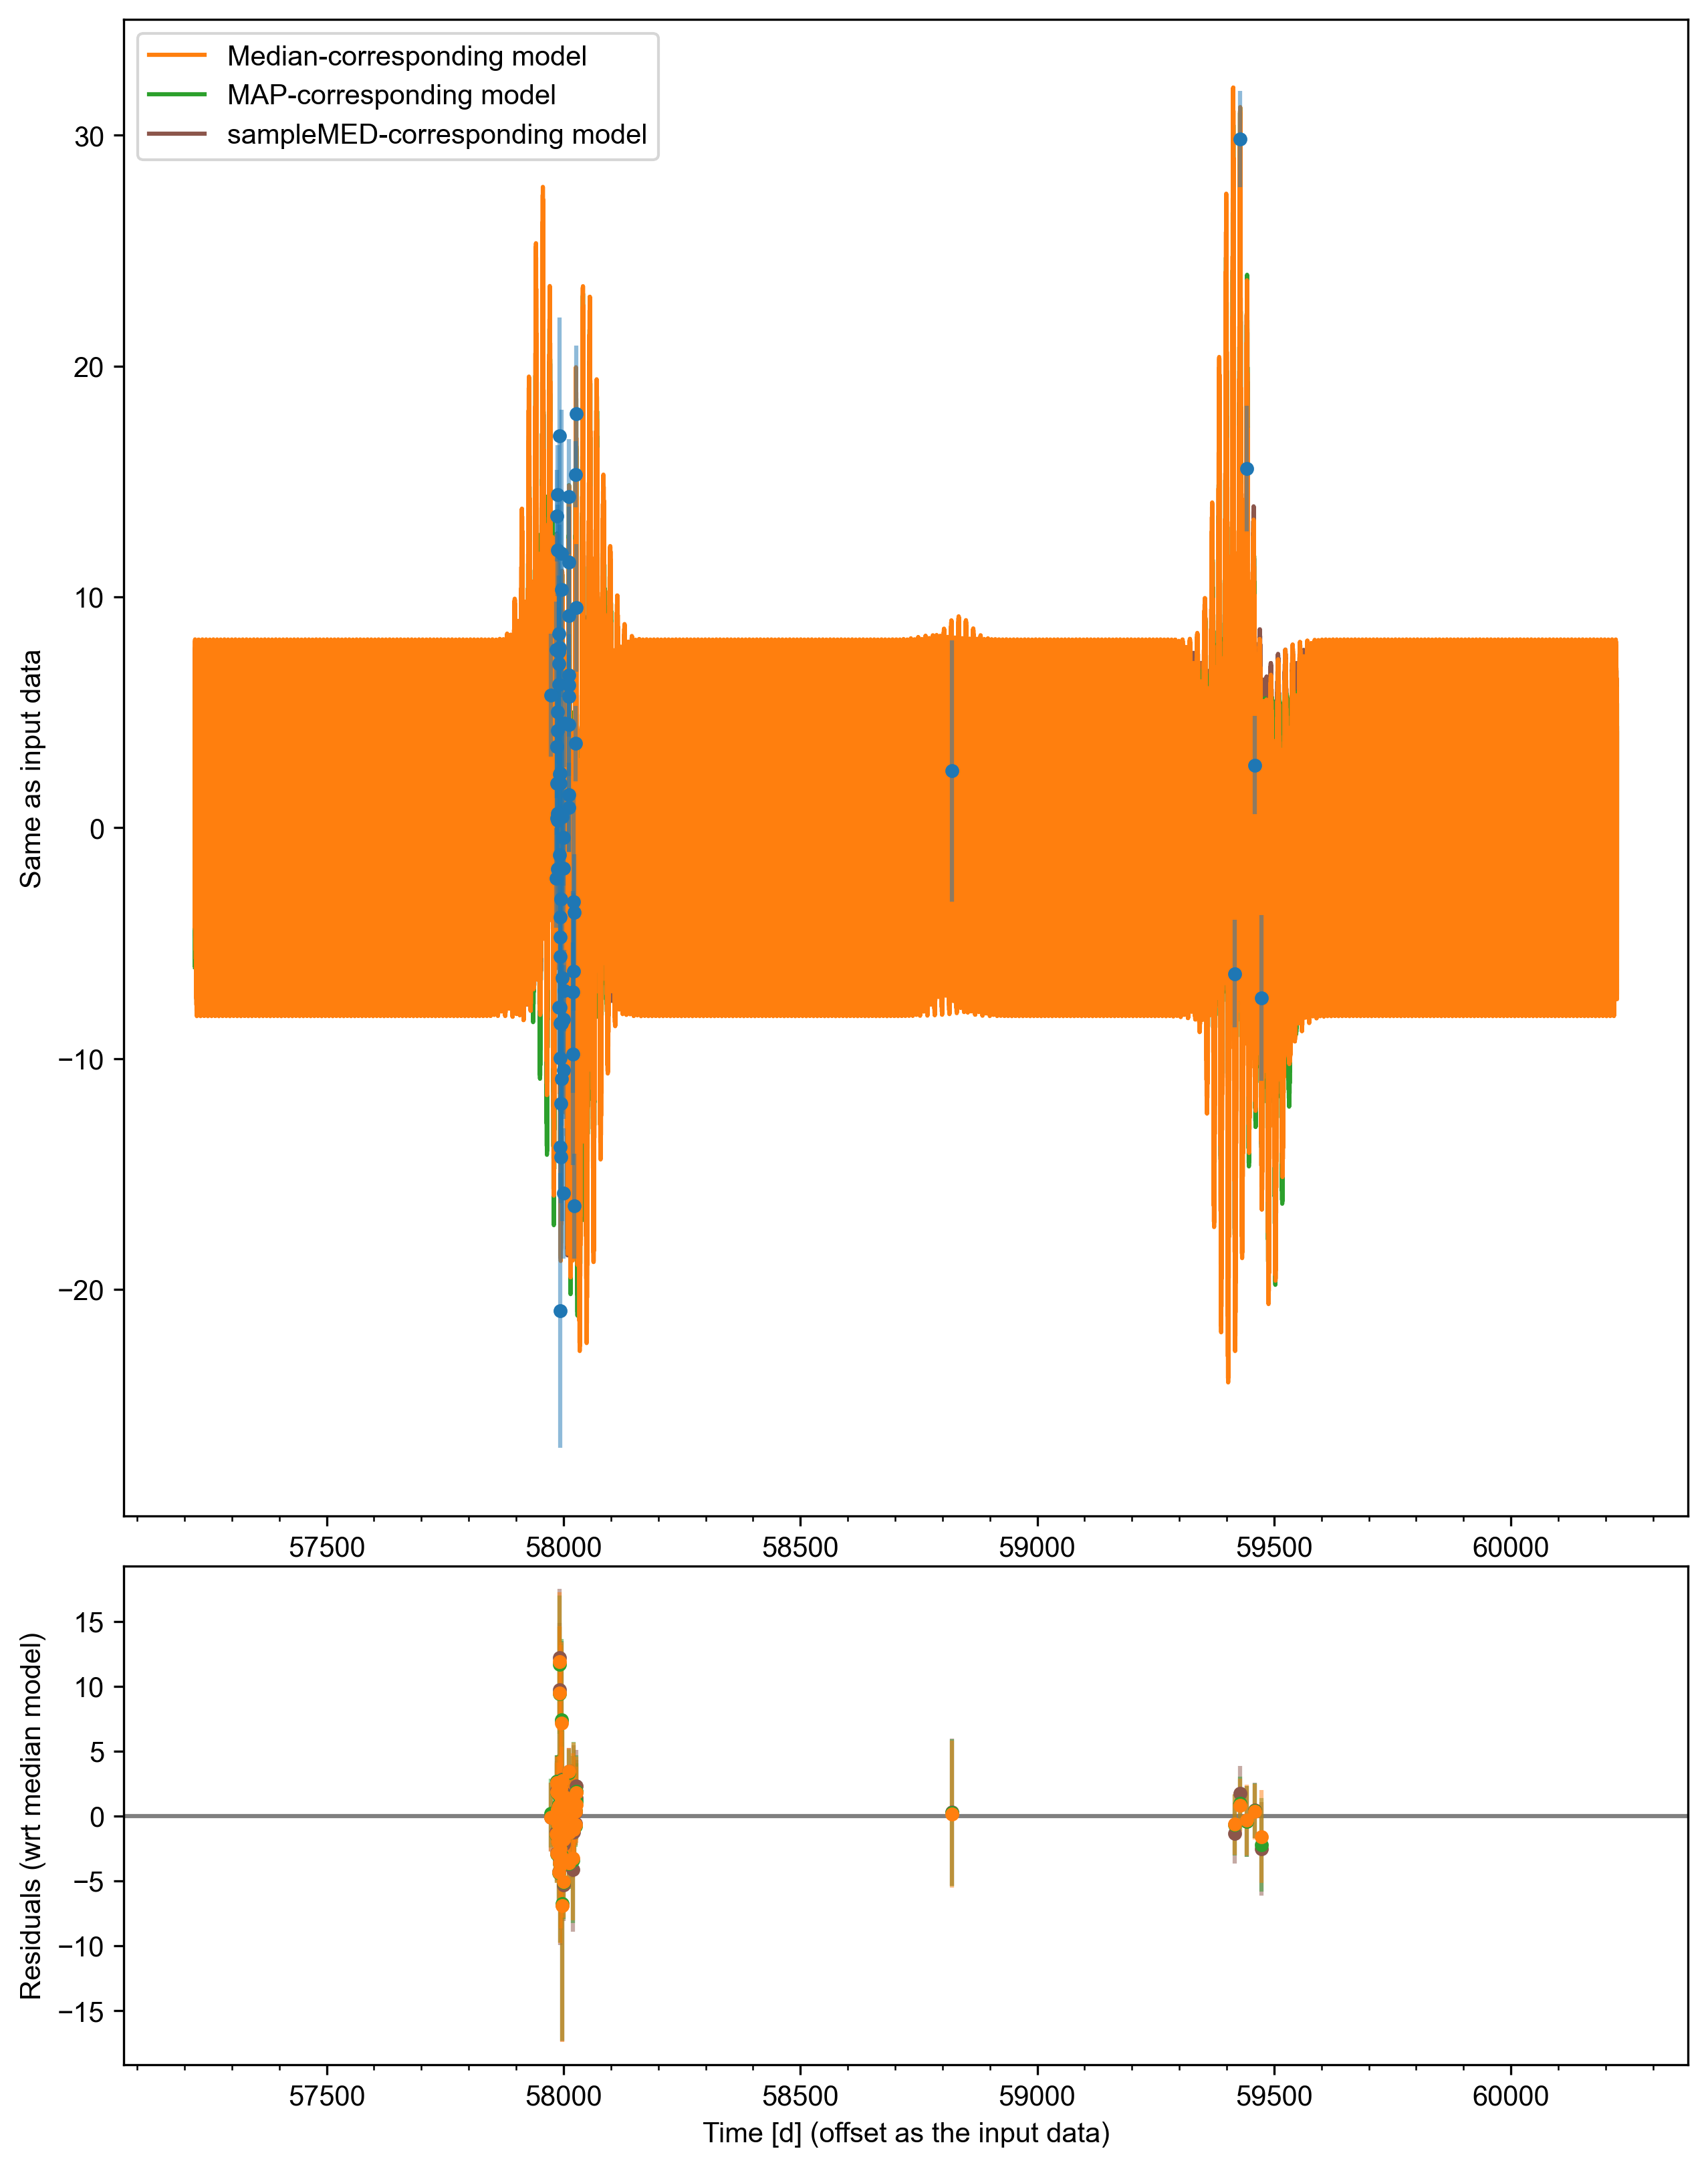 Median-corresponding model
MAP-corresponding model
sampleMED-corresponding model
30
20
10
0
−10
−20
Same as input data
57500 58000 58500 59000 59500 60000
15
10
5
0
−5
−10
−15
Residuals (wrt median model)
57500 58000 58500 59000 59500 60000
Time [d] (offset as the input data)